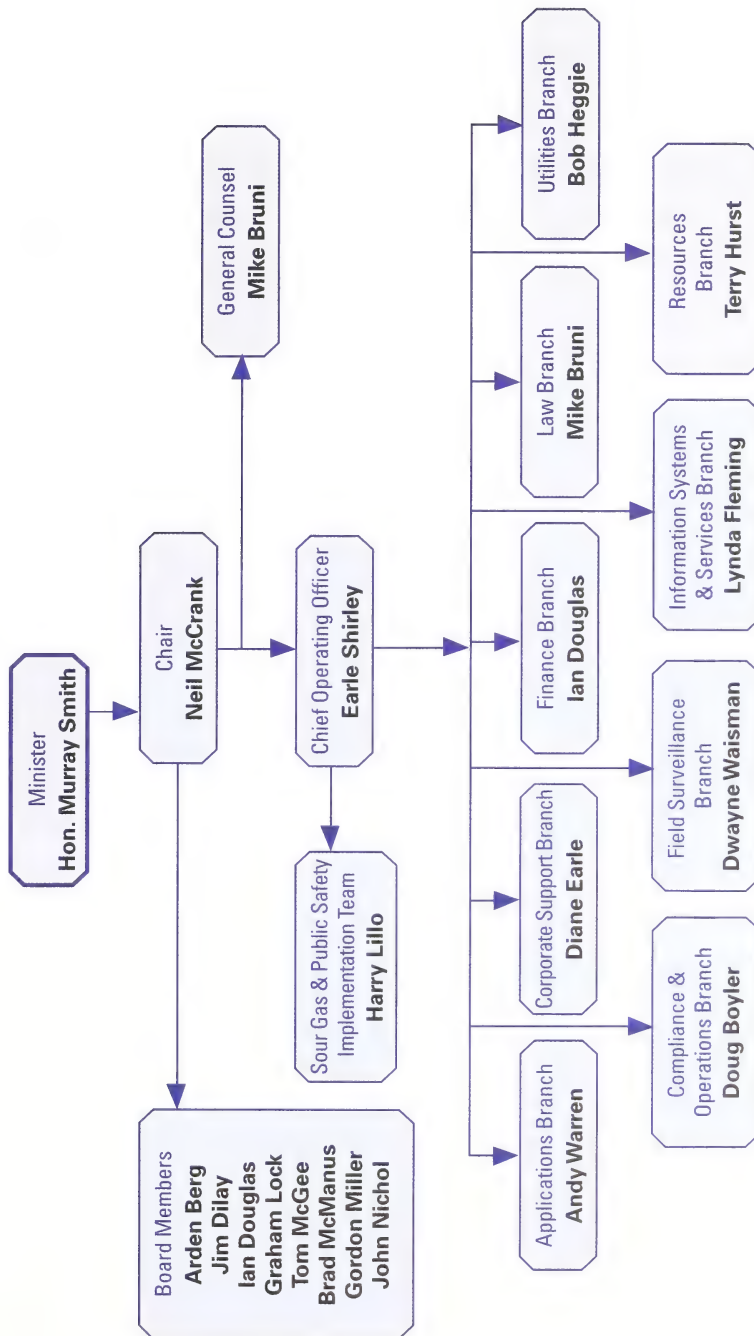 Minister
Hon. Murray Smith
Chair
Neil McCrank
General Counsel
Mike Bruni
Board Members
Arden Berg
Jim Dilay
Ian Douglas
Graham Lock
Tom McGee
Brad McManus
Gordon Miller
John Nichol
Chief Operating Officer
Earle Shirley
Sour Gas & Public Safety
Implementation Team
Harry Lillo
Applications Branch
Andy Warren
Corporate Support Branch
Diane Earle
Finance Branch
Ian Douglas
Law Branch
Mike Bruni
Utilities Branch
Bob Heggie
Compliance &
Operations Branch
Doug Boyler
Field Surveillance
Branch
Dwayne Waisman
Information Systems
& Services Branch
Lynda Fleming
Resources
Branch
Terry Hurst